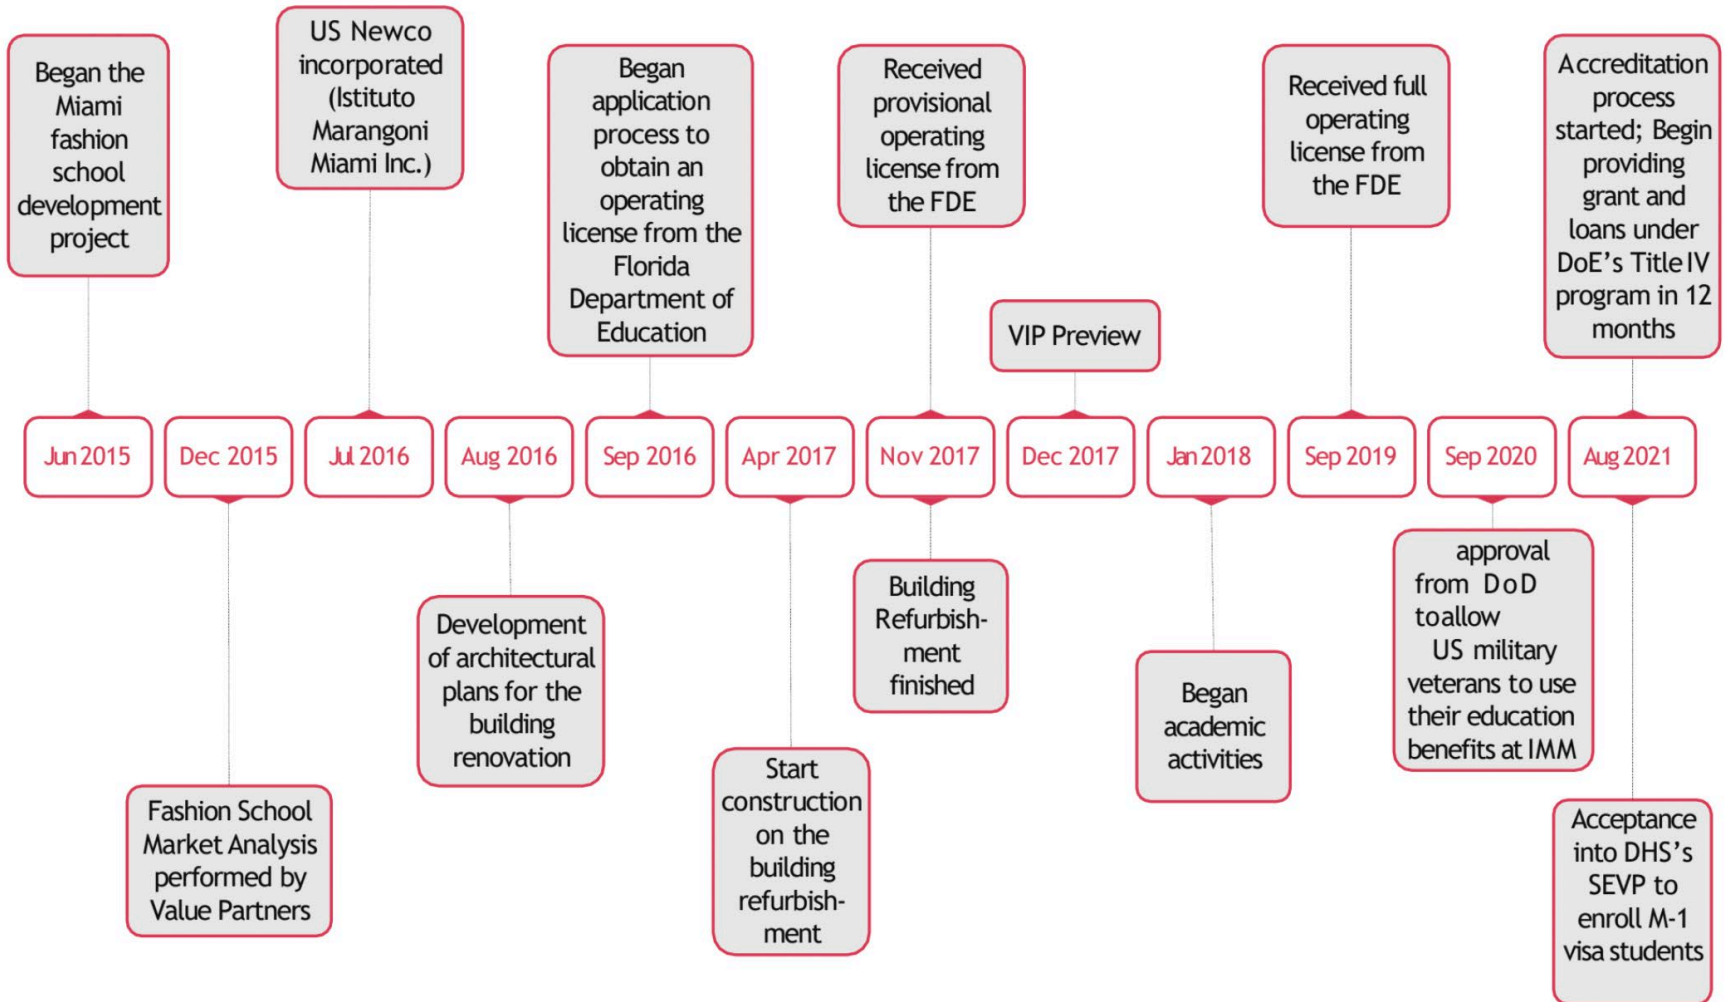 Began the
Miami
fashion
school
development
project
US Newco
incorporated
(Istituto
Marangoni
Miami Inc.)
Began
application
process to
obtain an
operating
license from the
Florida
Department of
Education
Received
provisional
operating
license from
the FDE
VIP Preview
Received full
operating
license from
the FDE
Accreditation
process
started; Begin
providing
grant and
loans under
DoE's Title IV
program in 12
months
Jun 2015
Dec 2015
Jul 2016
Aug 2016
Sep 2016
Apr 2017
Nov 2017
Dec 2017
Jan 2018
Sep 2019
Sep 2020
Aug 2021
Fashion School
Market Analysis
performed by
Value Partners
Development
of architectural
plans for the
building
renovation
Start
construction
on the
building
refurbish-
ment
Building
Refurbish-
ment
finished
Began
academic
activities
approval
from DoD
toallow
US military
veterans to use
their education
benefits at IMM
Acceptance
into DHS's
SEVP to
enroll M-1
visa students